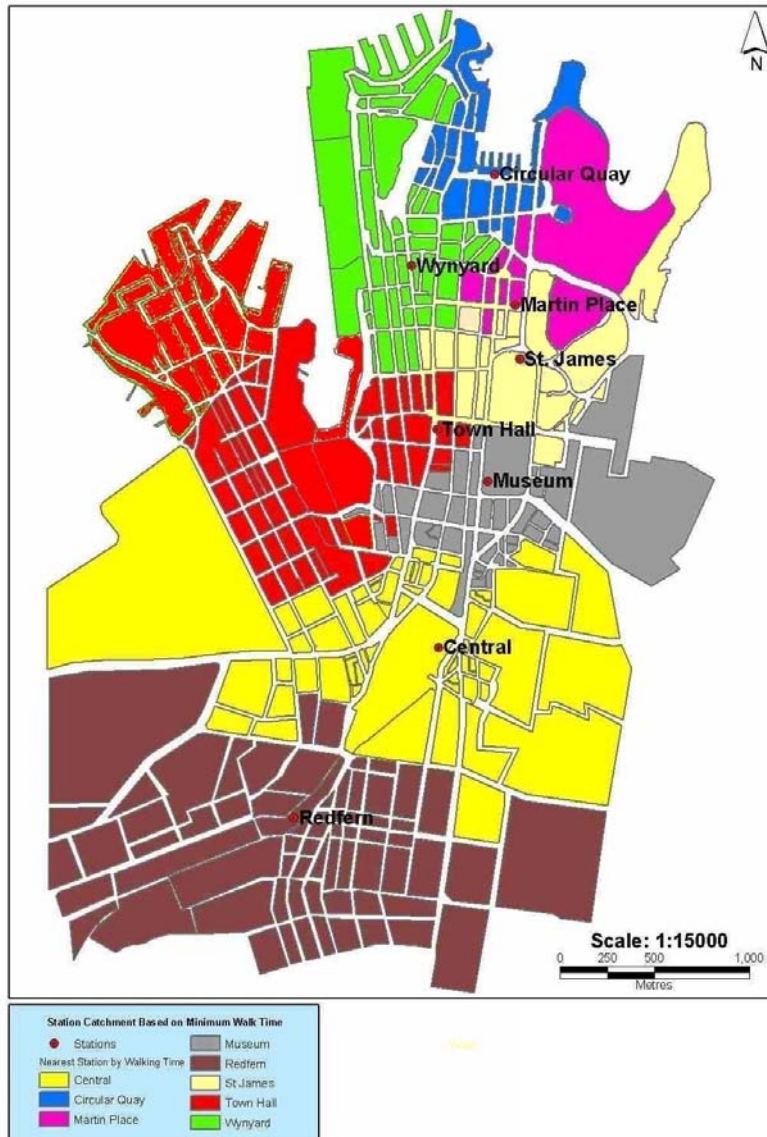 N
Circular Quay
Wynyard
Martin Place
St. James
Town Hall
Museum
Central
Redfern
Scale: 1:15000
0 250 500 1,000
Metres
Station Catchment Based on Minimum Walk Time
Stations
Nearest Station by Walking Time
Central
Circular Quay
Martin Place
Museum
Redfern
St James
Town Hall
Wynyard